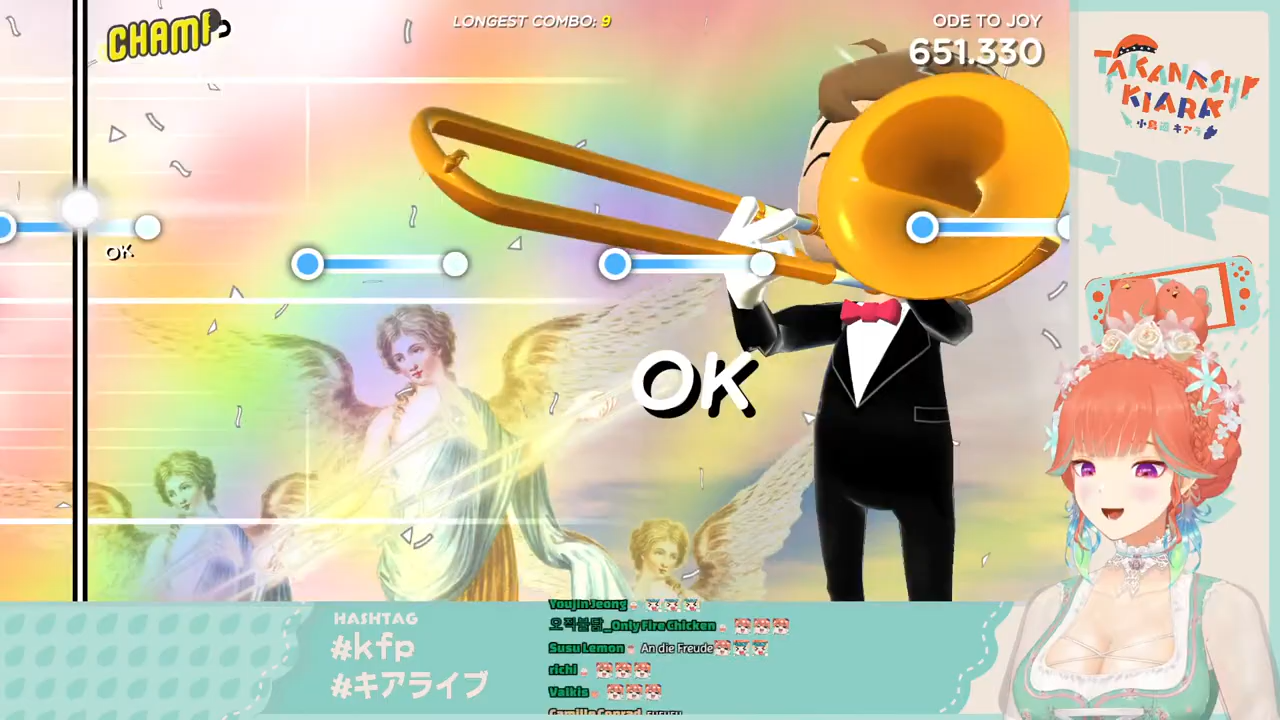 CHAMP
LONGEST COMBO: 9
ODE TO JOY
651.330
TAKANASHI
KIARA
小鳥遊 キアラ
OK
OK
HASHTAG
#kfp
#キアライブ
YoujinJeong
오직불닭_Only Fire Chicken
Susu Lemon An die Freude
richi
Valkis
Camille Conrad